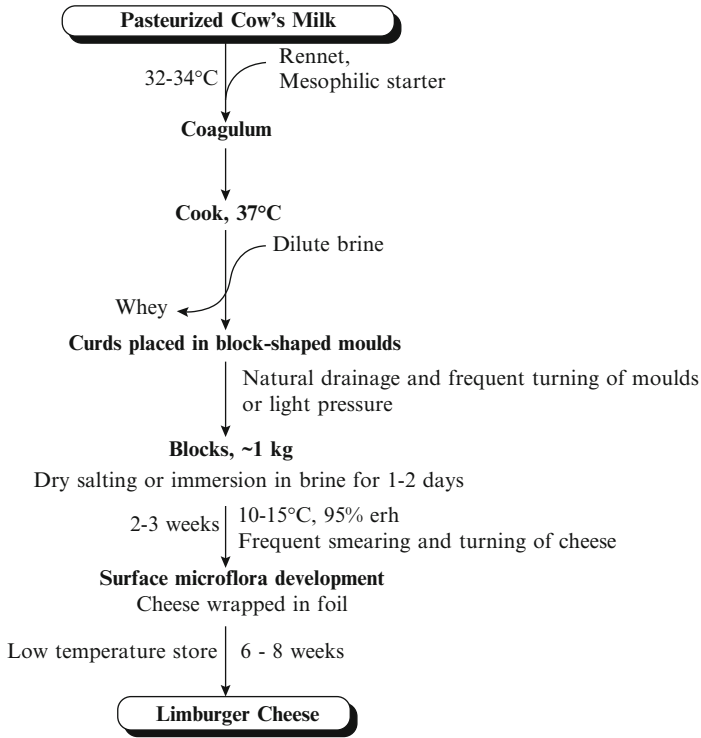 Pasteurized Cow's Milk
32-34°C
Rennet,
Mesophilic starter
Coagulum
Cook, 37°C
Dilute brine
Whey
Curds placed in block-shaped moulds
Natural drainage and frequent turning of moulds
or light pressure
Blocks, ~1 kg
Dry salting or immersion in brine for 1-2 days
2-3 weeks
10-15°C, 95% erh
Frequent smearing and turning of cheese
Surface microflora development
Cheese wrapped in foil
Low temperature store
6 - 8 weeks
Limburger Cheese